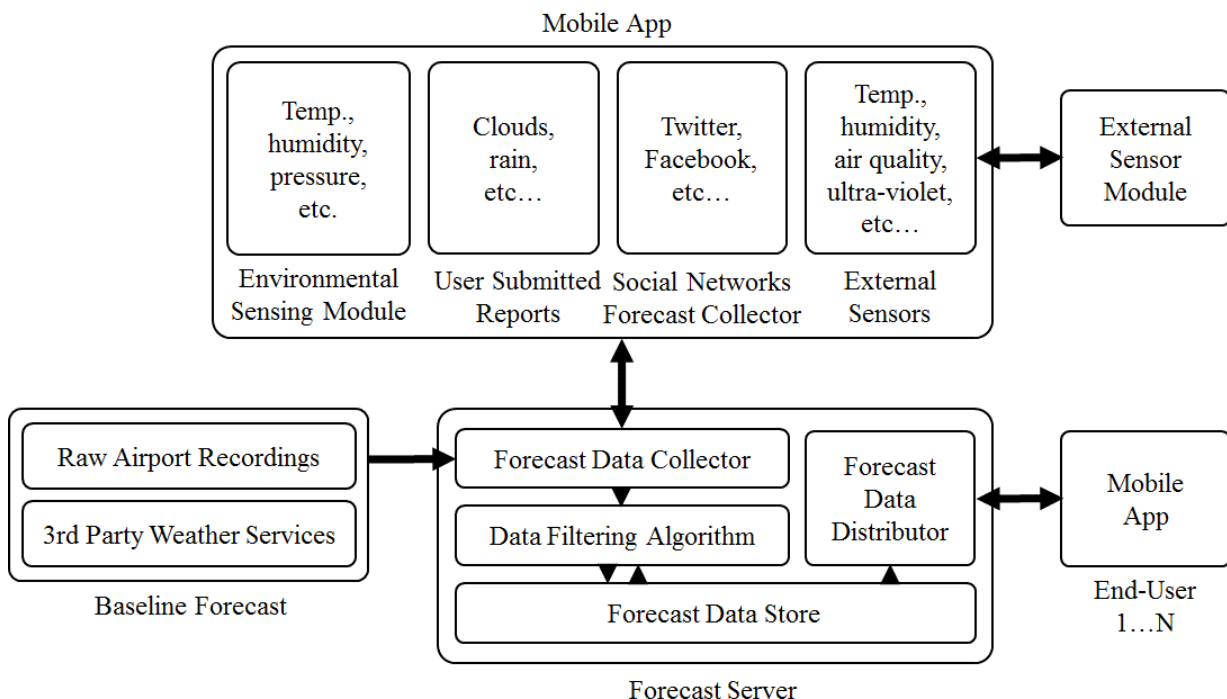 Mobile App
Temp.,
humidity,
pressure,
etc.
Environmental
Sensing Module
Clouds,
rain,
etc…
User Submitted
Reports
Twitter,
Facebook,
etc…
Social Networks
Forecast Collector
Temp.,
humidity,
air quality,
ultra-violet,
etc…
External
Sensors
External
Sensor
Module
Raw Airport Recordings
3rd Party Weather Services
Baseline Forecast
Forecast Data Collector
Data Filtering Algorithm
Forecast Data Store
Forecast
Data
Distributor
Forecast Server
Mobile
App
End-User
1…N